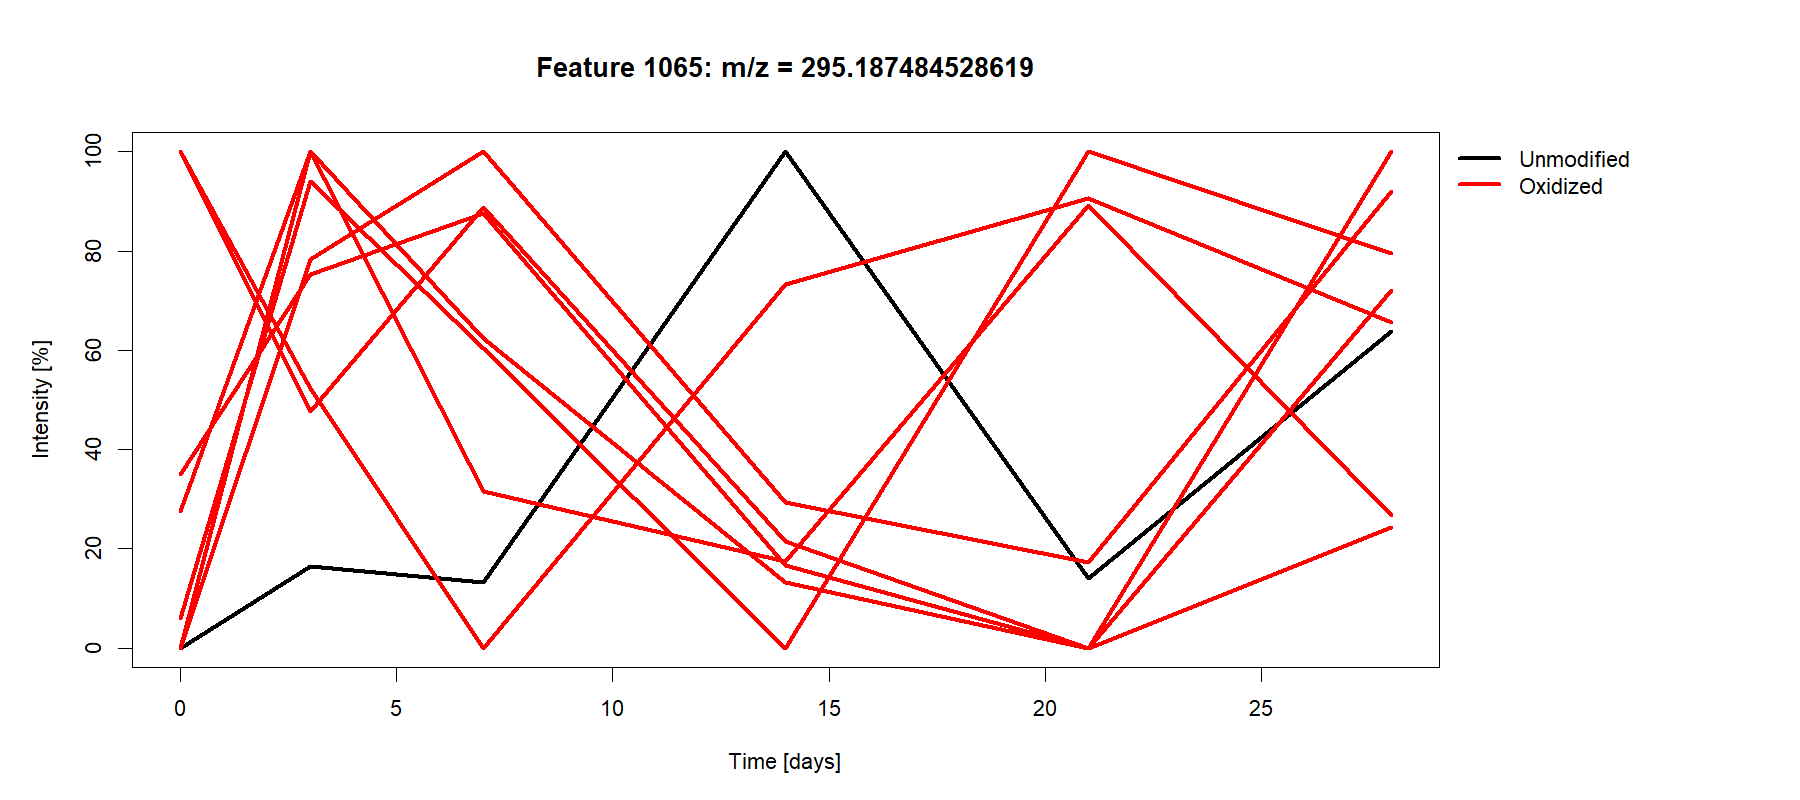 Feature 1065: m/z = 295.187484528619
Unmodified
Oxidized
Intensity [%]
100
80
60
40
20
0
0 5 10 15 20 25
Time [days]